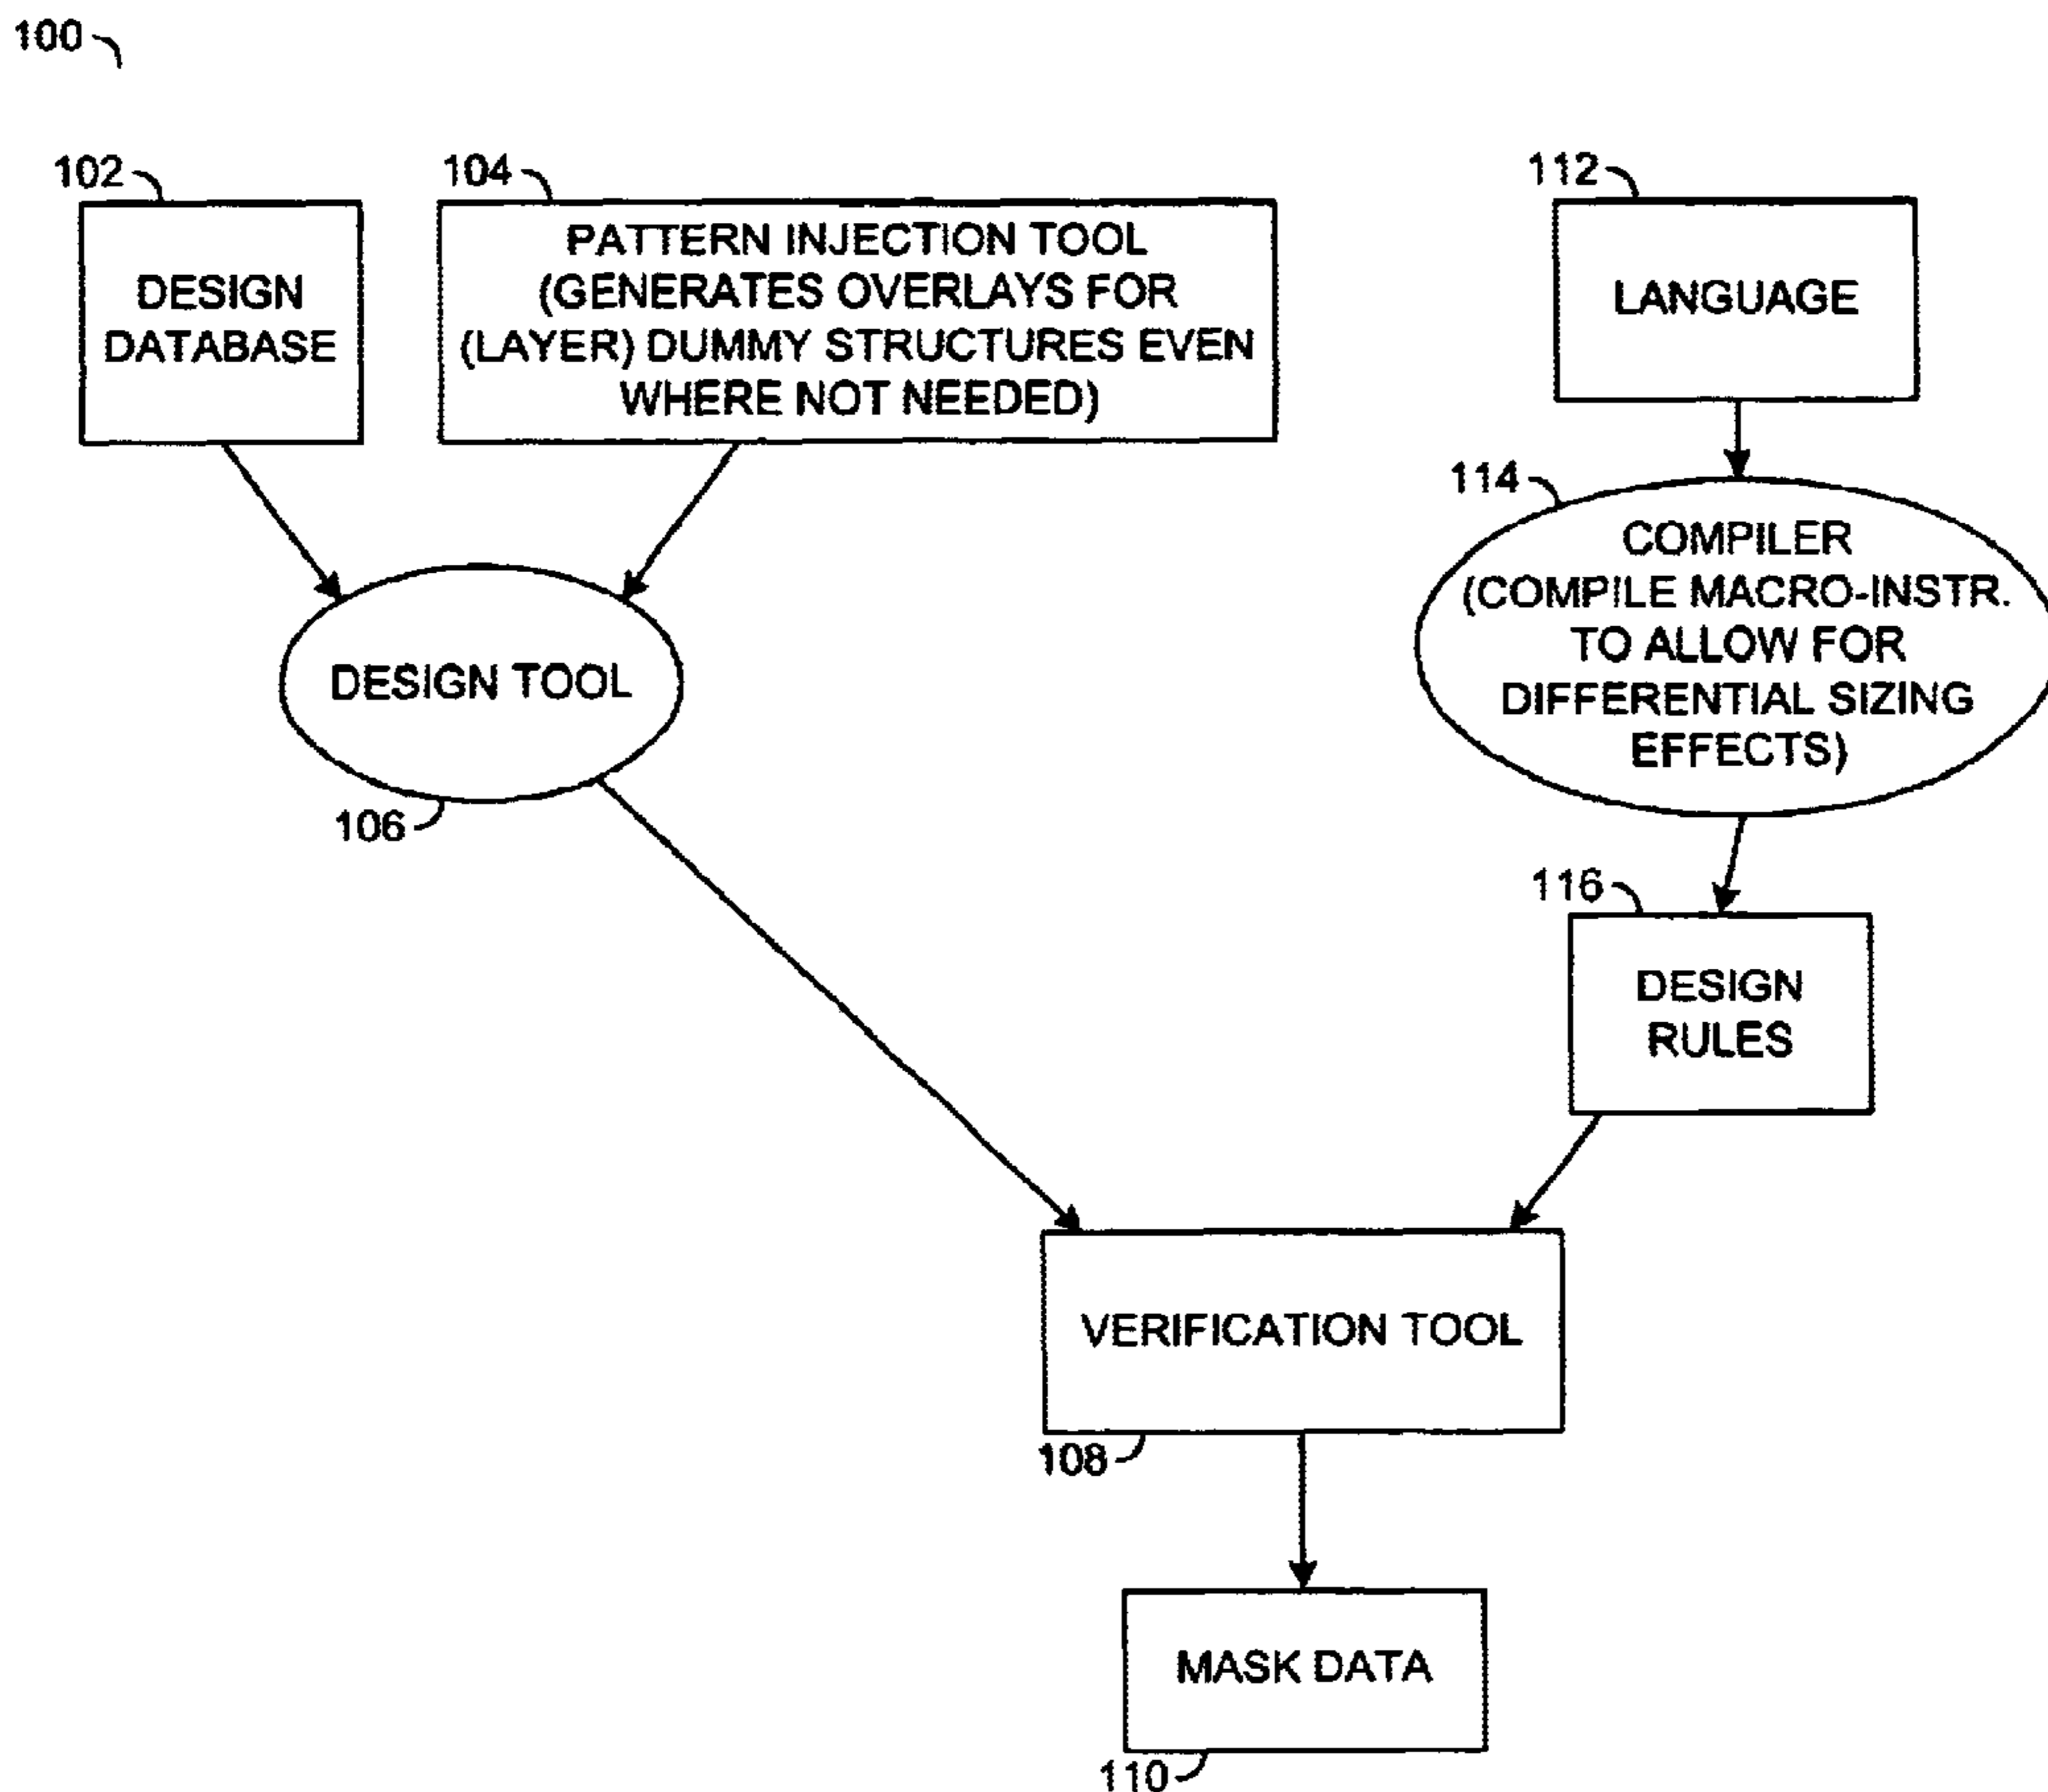 100
102
DESIGN
DATABASE
104
PATTERN INJECTION TOOL
(GENERATES OVERLAYS FOR
(LAYER) DUMMY STRUCTURES EVEN
WHERE NOT NEEDED)
112
LANGUAGE
114
COMPILER
(COMPILE MACRO-INSTR.
TO ALLOW FOR
DIFFERENTIAL SIZING
EFFECTS)
DESIGN TOOL
106
116
DESIGN
RULES
VERIFICATION TOOL
108
MASK DATA
110